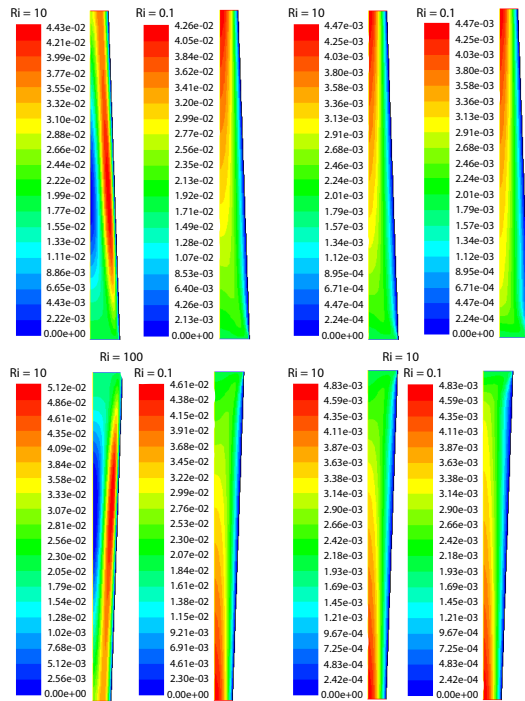 Ri = 10
4.43e-02
4.21e-02
3.99e-02
3.77e-02
3.55e-02
3.32e-02
3.10e-02
2.88e-02
2.66e-02
2.44e-02
2.22e-02
1.99e-02
1.77e-02
1.55e-02
1.33e-02
1.11e-02
8.86e-03
6.65e-03
4.43e-03
2.22e-03
0.00e+00
Ri = 0.1
4.26e-02
4.05e-02
3.84e-02
3.62e-02
3.41e-02
3.20e-02
2.98e-02
2.77e-02
2.56e-02
2.35e-02
2.13e-02
1.92e-02
1.70e-02
1.49e-02
1.28e-02
1.07e-02
8.53e-03
6.40e-03
4.26e-03
2.13e-03
0.00e+00
Ri = 10
4.47e-03
4.25e-03
4.03e-03
3.80e-03
3.58e-03
3.36e-03
3.13e-03
2.91e-03
2.68e-03
2.46e-03
2.24e-03
2.01e-03
1.79e-03
1.57e-03
1.34e-03
1.12e-03
8.95e-04
6.71e-04
4.47e-04
2.24e-04
0.00e+00
Ri = 0.1
4.47e-03
4.25e-03
4.03e-03
3.80e-03
3.58e-03
3.36e-03
3.13e-03
2.91e-03
2.68e-03
2.46e-03
2.24e-03
2.01e-03
1.79e-03
1.57e-03
1.34e-03
1.12e-03
8.95e-04
6.71e-04
4.47e-04
2.24e-04
0.00e+00
Ri = 100
Ri = 10
5.12e-02
4.86e-02
4.61e-02
4.35e-02
4.09e-02
3.84e-02
3.58e-02
3.33e-02
3.07e-02
2.81e-02
2.56e-02
2.30e-02
2.05e-02
1.79e-02
1.54e-02
1.28e-02
1.02e-02
7.68e-03
5.12e-03
2.56e-03
0.00e+00
Ri = 0.1
4.61e-02
4.38e-02
4.15e-02
3.91e-02
3.68e-02
3.45e-02
3.22e-02
2.99e-02
2.76e-02
2.53e-02
2.30e-02
2.07e-02
1.84e-02
1.61e-02
1.38e-02
1.15e-02
9.21e-03
6.91e-03
4.61e-03
2.30e-03
0.00e+00
Ri = 10
Ri = 10
4.83e-03
4.59e-03
4.35e-03
4.11e-03
3.87e-03
3.63e-03
3.38e-03
3.14e-03
2.90e-03
2.66e-03
2.42e-03
2.18e-03
1.93e-03
1.69e-03
1.45e-03
1.21e-03
9.67e-04
7.25e-04
4.83e-04
2.42e-04
0.00e+00
Ri = 0.1
4.83e-03
4.59e-03
4.35e-03
4.11e-03
3.87e-03
3.63e-03
3.38e-03
3.14e-03
2.90e-03
2.66e-03
2.42e-03
2.18e-03
1.93e-03
1.69e-03
1.45e-03
1.21e-03
9.67e-04
7.25e-04
4.83e-04
2.42e-04
0.00e+00